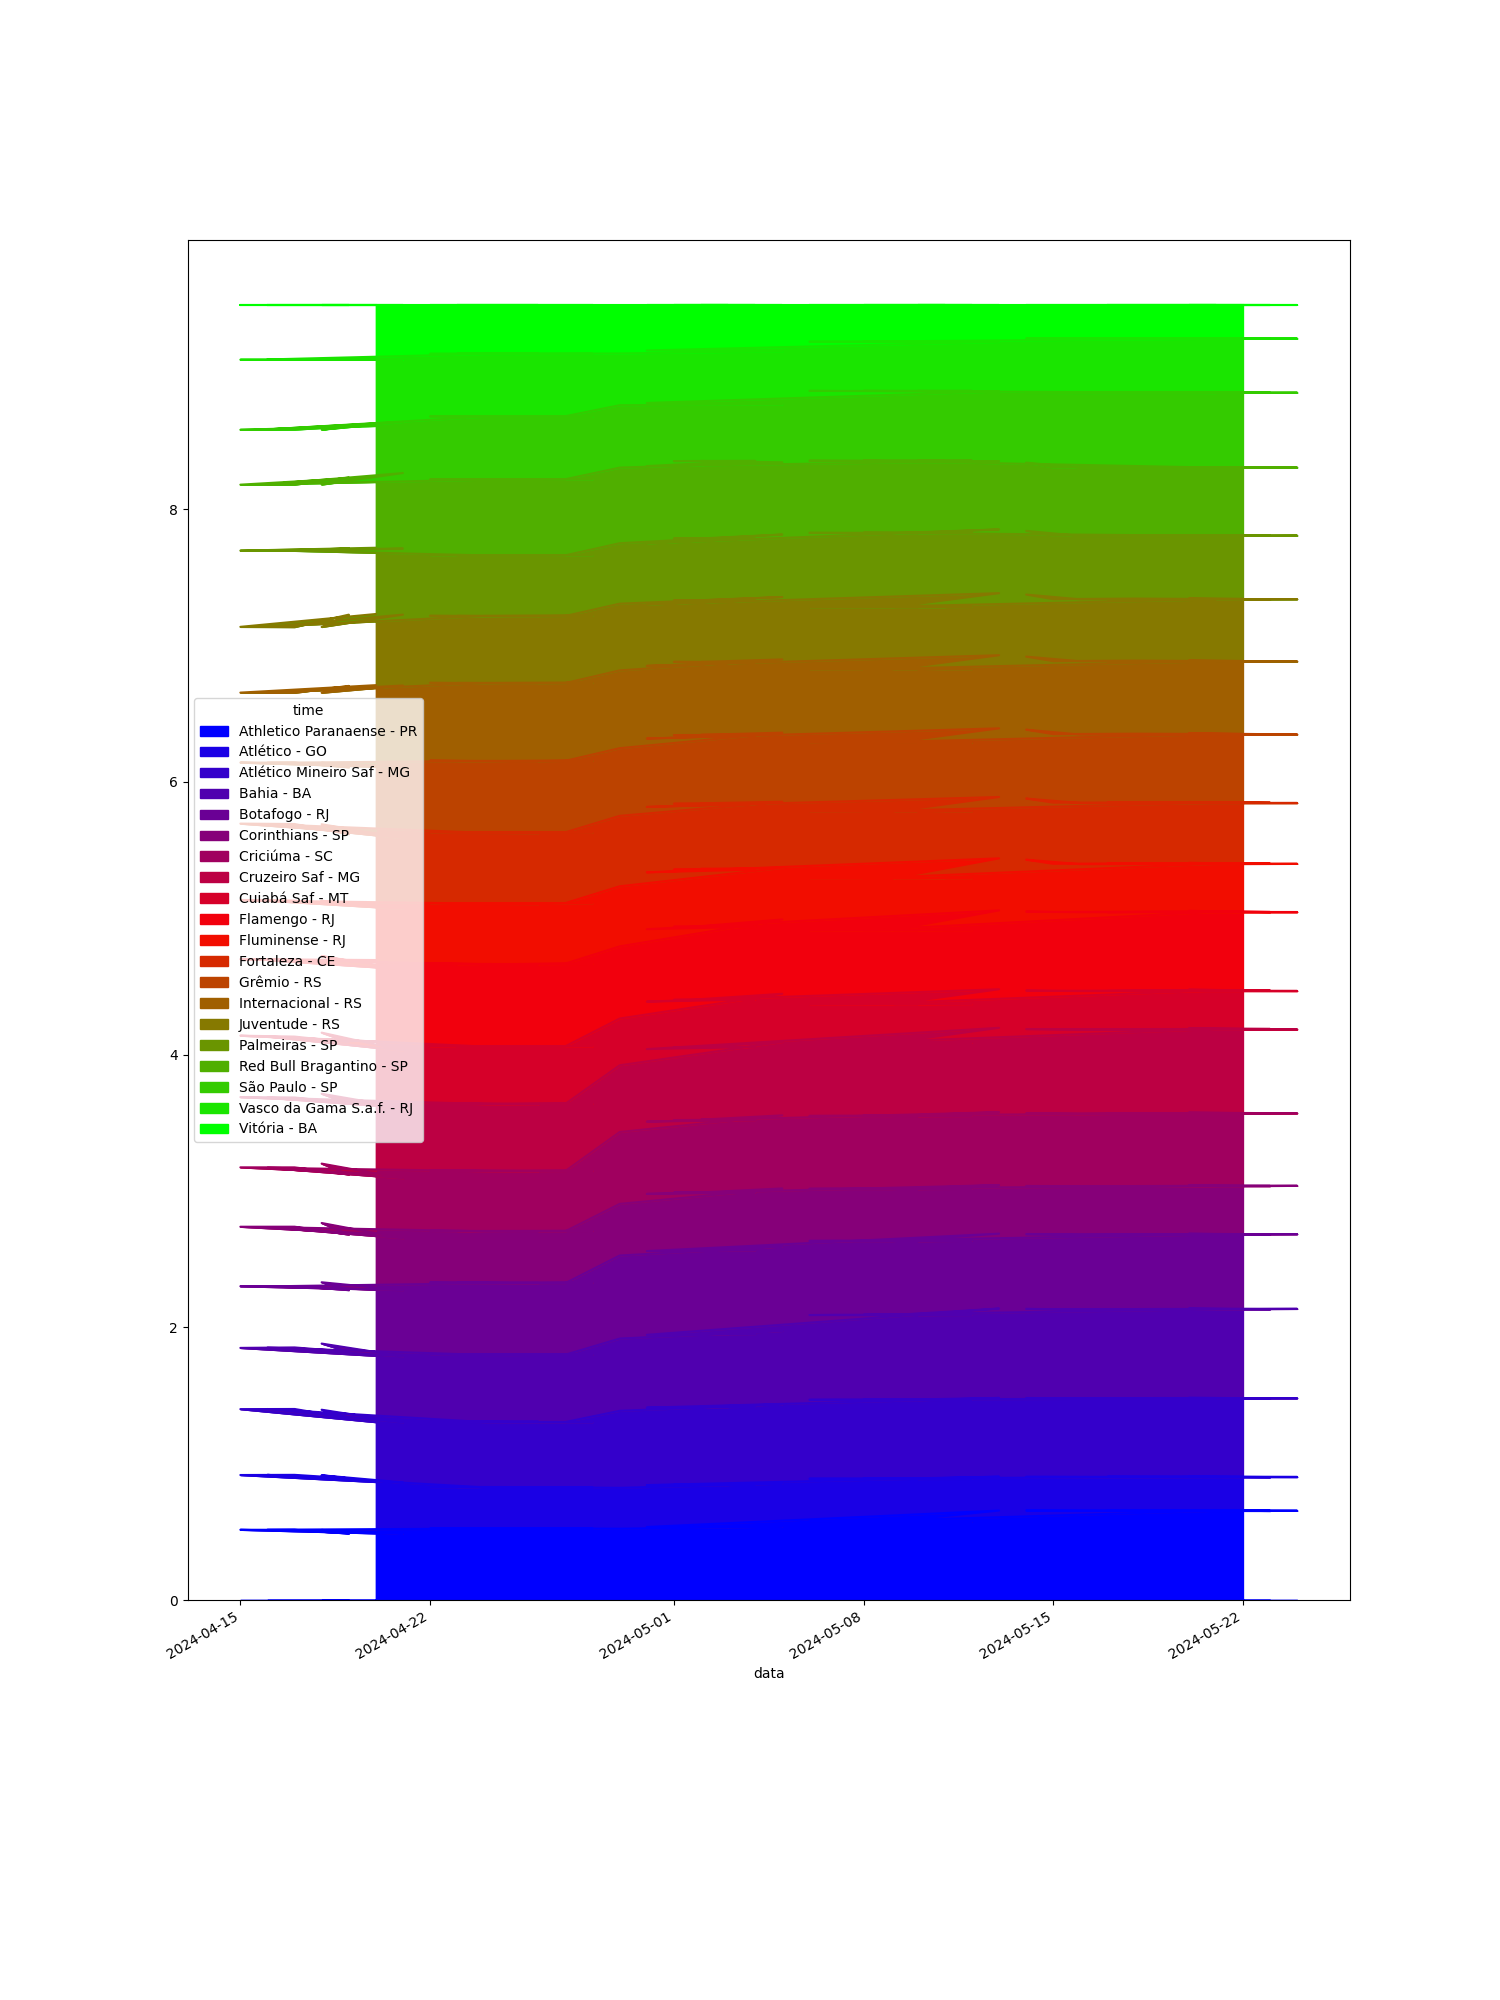 8
6
4
2
0
time
Athletico Paranaense - PR
Atlético - GO
Atlético Mineiro Saf - MG
Bahia - BA
Botafogo - RJ
Corinthians - SP
Criciúma - SC
Cruzeiro Saf - MG
Cuiabá Saf - MT
Flamengo - RJ
Fluminense - RJ
Fortaleza - CE
Grêmio - RS
Internacional - RS
Juventude - RS
Palmeiras - SP
Red Bull Bragantino - SP
São Paulo - SP
Vasco da Gama S.a.f. - RJ
Vitória - BA
2024-04-15
2024-04-22
2024-05-01
2024-05-08
2024-05-15
2024-05-22
data